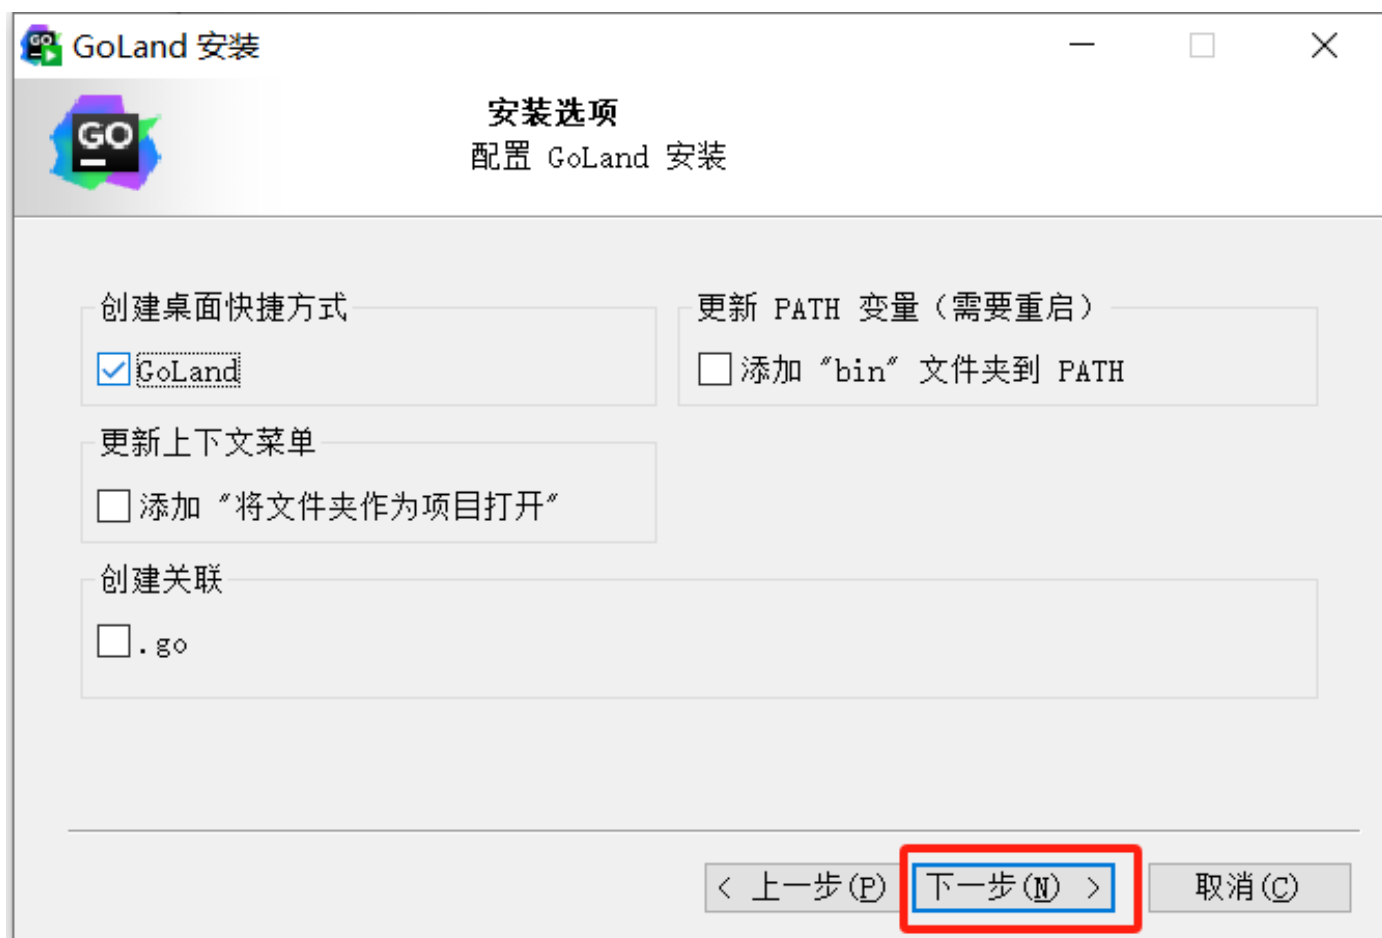 GoLand 安装
GO
安装选项
配置 GoLand 安装
创建桌面快捷方式
GoLand
更新 PATH 变量（需要重启）
添加 "bin" 文件夹到 PATH
更新上下文菜单
添加 "将文件夹作为项目打开"
创建关联
.go
< 上一步(P)
下一步(N) >
取消(C)